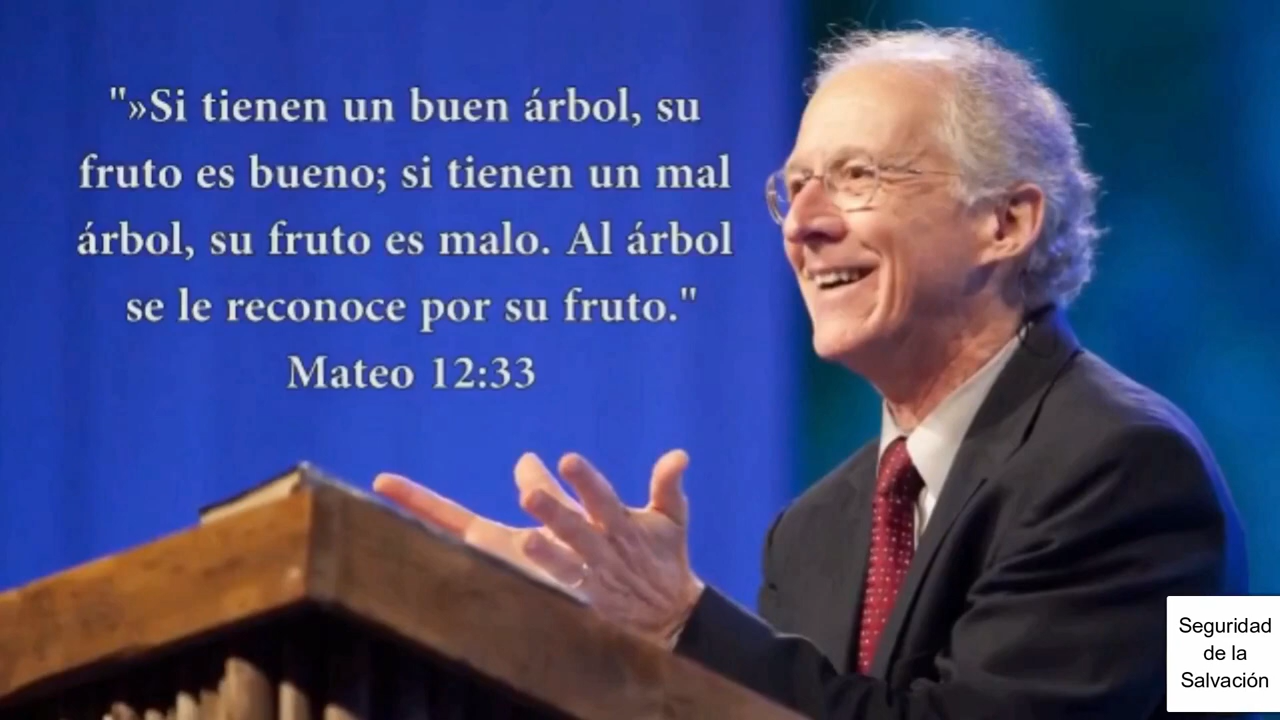 "»Si tienen un buen árbol, su
fruto es bueno; si tienen un mal
árbol, su fruto es malo. Al árbol
se le reconoce por su fruto."
Mateo 12:33
Seguridad
de la
Salvación